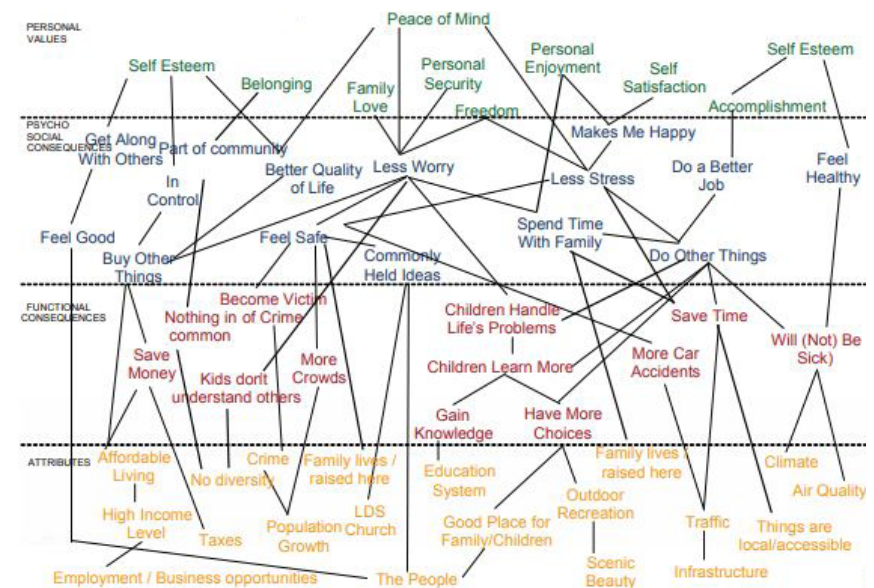 PERSONAL
VALUES
Peace of Mind
Self Esteem
Belonging
Family
Love
Personal
Security
Freedom
Personal
Enjoyment
Self
Satisfaction
Self Esteem
Accomplishment
PSYCHO
SOCIAL
CONSEQUENCES
Get Along
With Others
Part of community
In
Control
Better Quality
of Life
Less Worry
Makes Me Happy
Less Stress
Do a Better
Job
Feel
Healthy
Feel Good
Buy Other
Things
Feel Safe
Commonly
Held Ideas
Spend Time
With Family
Do Other Things
FUNCTIONAL
CONSEQUENCES
Become Victim
of Crime
Nothing in
common
Save
Money
Kids don't
understand others
More
Crowds
Children Handle
Life's Problems
Children Learn More
Gain
Knowledge
Have More
Choices
Save Time
More Car
Accidents
Will (Not) Be
Sick)
ATTRIBUTES
Affordable
Living
No diversity
Crime
Family lives /
raised here
High Income
Level
Taxes
Population
Growth
LDS
Church
Education
System
Good Place for
Family/Children
Outdoor
Recreation
Family lives /
raised here
Climate
Air Quality
Traffic
Things are
local/accessible
Employment / Business opportunities
The People
Scenic
Beauty
Infrastructure